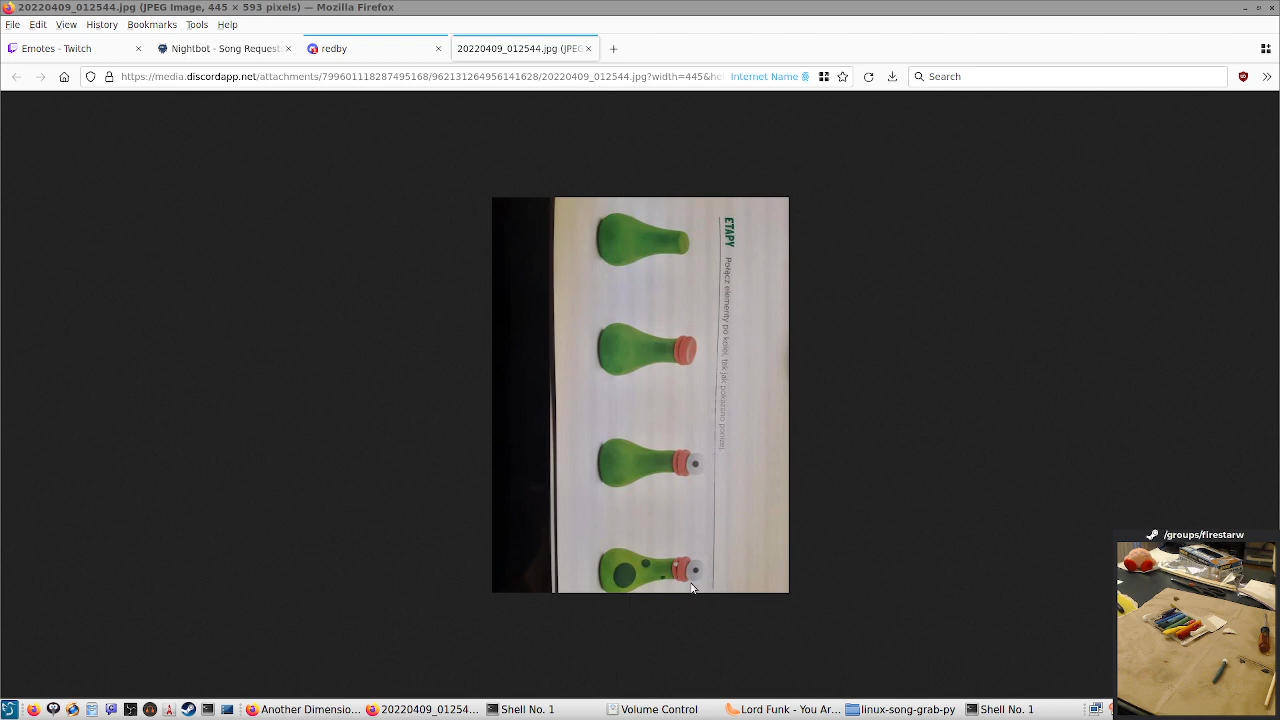 20220409_012544.jpg (JPEG Image, 445 × 593 pixels) — Mozilla Firefox
File Edit View History Bookmarks Tools Help
Emotes - Twitch
Nightbot - Song Request
redby
20220409_012544.jpg (JPEG
https://media.discordapp.net/attachments/799601118287495168/962131264956141628/20220409_012544.jpg?width=445&he
Internet Name
Search
ETAPY Połącz elementy po kolei, tak jak pokazano poniżej.
/groups/firestarw
Another Dimensio...
20220409_01254...
Shell No. 1
Volume Control
Lord Funk - You Ar...
linux-song-grab-py
Shell No. 1